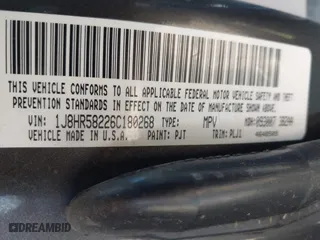 THIS VEHICLE CONFORMS TO ALL APPLICABLE FEDERAL MOTOR VEHICLE SAFETY AND THEFT
PREVENTION STANDARDS IN EFFECT ON THE DATE OF MANUFACTURE SHOWN ABOVE.
VIN: 1J8HR58226C180268 TYPE: MPV
MADE IN U.S.A. PAINT: PJT TRIM: PLJ1
DREAMBID